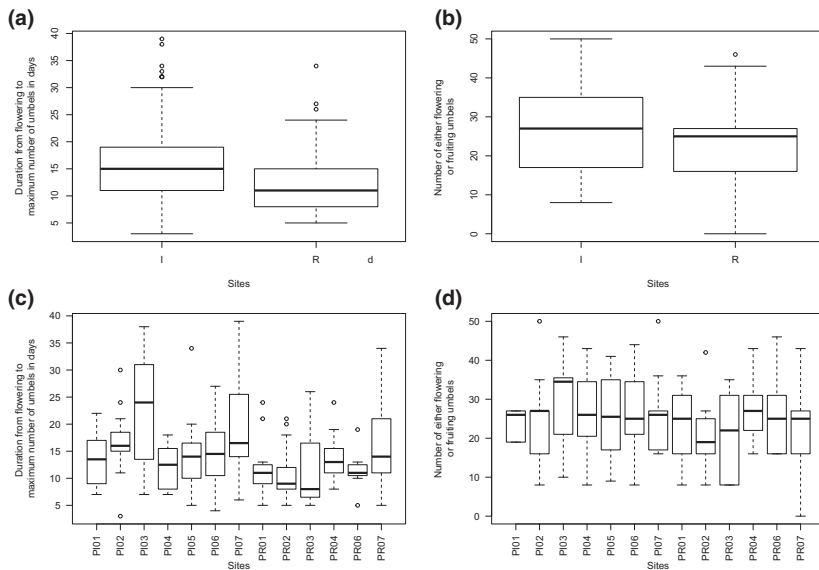 (a)
Duration from flowering to
maximum number of umbels in days
40
35
30
25
20
15
10
5
I
R
d
Sites
(b)
Number of either flowering
or fruiting umbels
50
40
30
20
10
0
I
R
Sites
(c)
Duration from flowering to
maximum number of umbels in days
40
35
30
25
20
15
10
5
PI01
PI02
PI03
PI04
PI05
PI06
PI07
PR01
PR02
PR03
PR04
PR06
PR07
Sites
(d)
Number of either flowering
or fruiting umbels
50
40
30
20
10
0
PI01
PI02
PI03
PI04
PI05
PI06
PI07
PR01
PR02
PR03
PR04
PR06
PR07
Sites